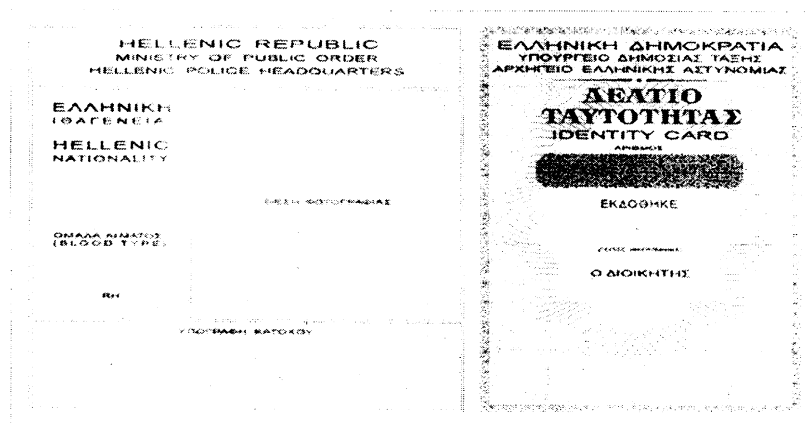 HELLENIC REPUBLIC
MINISTRY OF PUBLIC ORDER
HELLENIC POLICE HEADQUARTERS
ΕΛΛΗΝΙΚΗ
ΙΘΑΓΕΝΕΙΑ
HELLENIC
NATIONALITY
ΘΕΣΗ ΦΩΤΟΓΡΑΦΙΑΣ
ΟΜΑΔΑ ΑΙΜΑΤΟΣ
(BLOOD TYPE)
RH
ΥΠΟΓΡΑΦΗ ΚΑΤΟΧΟΥ
ΕΛΛΗΝΙΚΗ ΔΗΜΟΚΡΑΤΙΑ
ΥΠΟΥΡΓΕΙΟ ΔΗΜΟΣΙΑΣ ΤΑΞΗΣ
ΑΡΧΗΓΕΙΟ ΕΛΛΗΝΙΚΗΣ ΑΣΤΥΝΟΜΙΑΣ
ΔΕΛΤΙΟ
ΤΑΥΤΟΤΗΤΑΣ
IDENTITY CARD
ΑΡΙΘΜΟΣ
ΕΚΔΟΘΗΚΕ
Ο ΔΙΟΙΚΗΤΗΣ